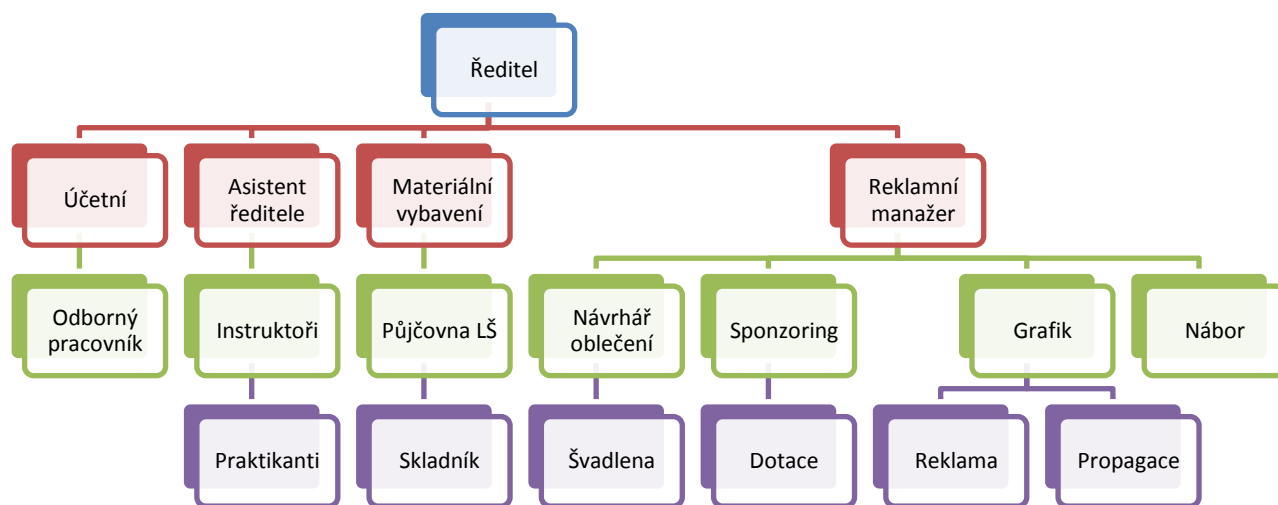 Ředitel
Účetní
Asistent
ředitele
Materiální
vybavení
Reklamní
manažer
Odborný
pracovník
Instruktoři
Půjčovna LŠ
Návrhář
oblečení
Sponzoring
Grafik
Nábor
Praktikanti
Skladník
Švadlena
Dotace
Reklama
Propagace